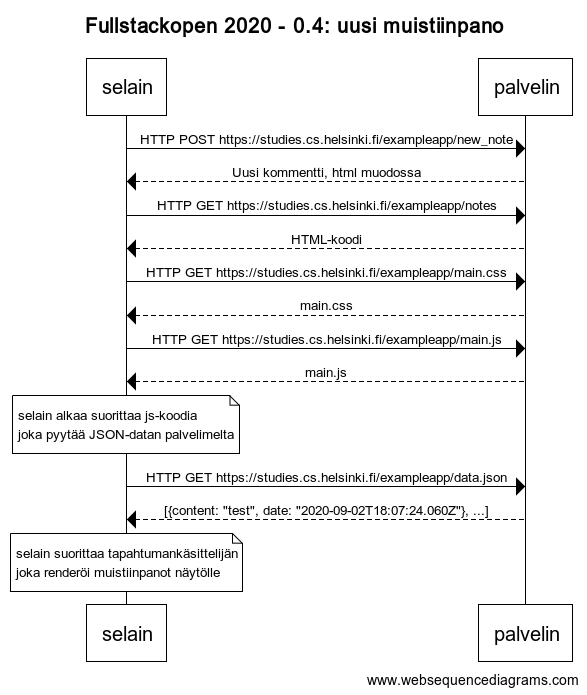 Fullstackopen 2020 - 0.4: uusi muistiinpano
selain
palvelin
HTTP POST https://studies.cs.helsinki.fi/exampleapp/new_note
Uusi kommentti, html muodossa
HTTP GET https://studies.cs.helsinki.fi/exampleapp/notes
HTML-koodi
HTTP GET https://studies.cs.helsinki.fi/exampleapp/main.css
main.css
HTTP GET https://studies.cs.helsinki.fi/exampleapp/main.js
main.js
selain alkaa suorittaa js-koodia
joka pyytää JSON-datan palvelimelta
HTTP GET https://studies.cs.helsinki.fi/exampleapp/data.json
[{content: "test", date: "2020-09-02T18:07:24.060Z"}, ...]
selain suorittaa tapahtumankäsittelijän
joka renderöi muistiinpanot näytölle
selain
palvelin
www.websequencediagrams.com